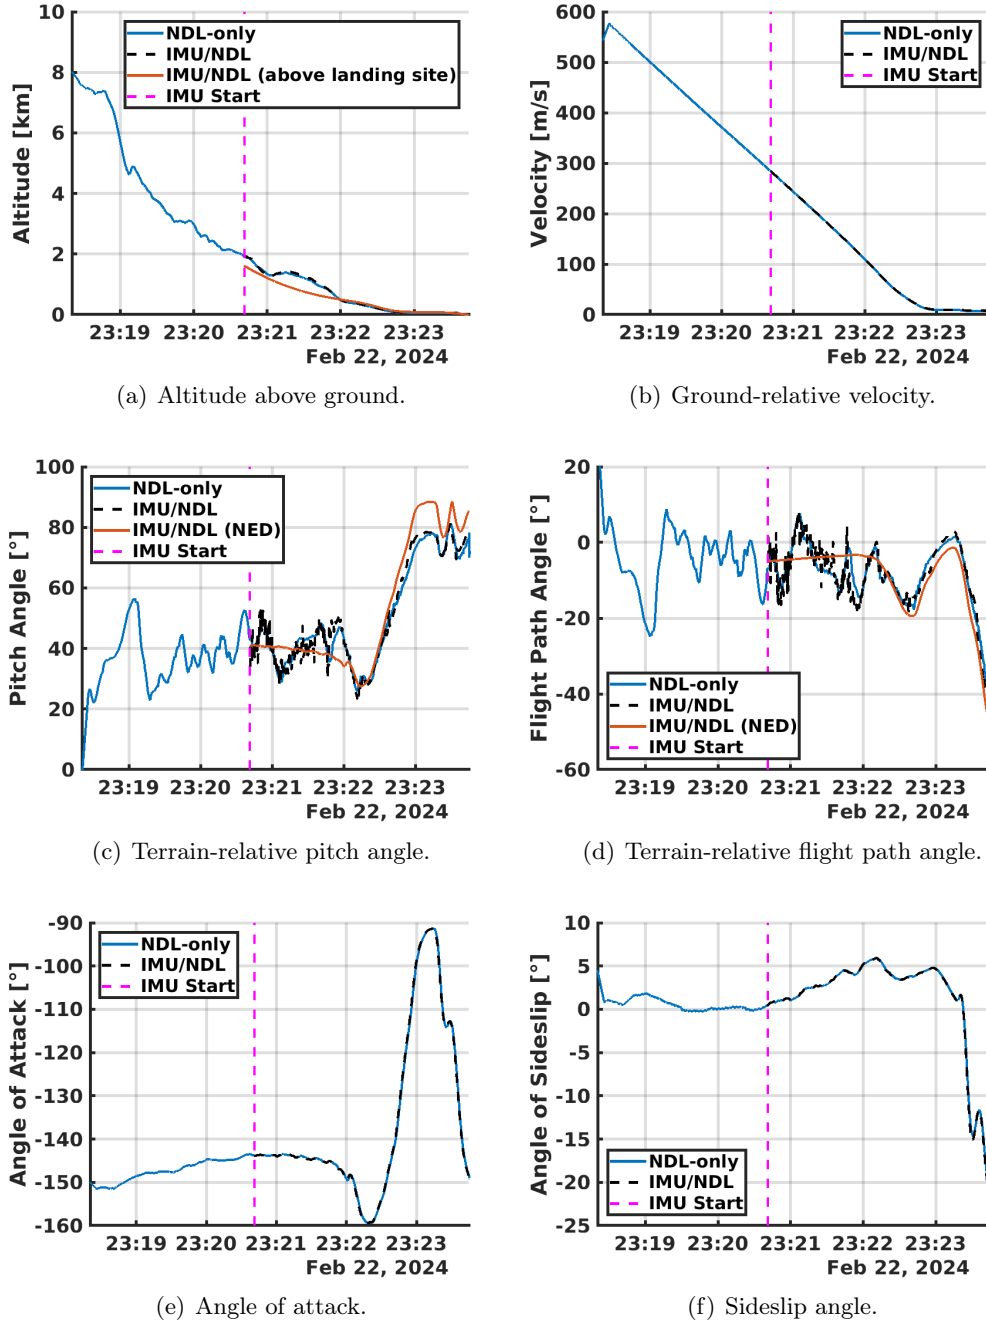 10
8
6
4
2
0
Altitude [km]
NDL-only
IMU/NDL
IMU/NDL (above landing site)
IMU Start
23:19 23:20 23:21 23:22 23:23
Feb 22, 2024
(a) Altitude above ground.
600
500
400
300
200
100
0
Velocity [m/s]
NDL-only
IMU/NDL
IMU Start
23:19 23:20 23:21 23:22 23:23
Feb 22, 2024
(b) Ground-relative velocity.
100
80
60
40
20
0
Pitch Angle [°]
NDL-only
IMU/NDL
IMU/NDL (NED)
IMU Start
23:19 23:20 23:21 23:22 23:23
Feb 22, 2024
(c) Terrain-relative pitch angle.
20
0
-20
-40
-60
Flight Path Angle [°]
NDL-only
IMU/NDL
IMU/NDL (NED)
IMU Start
23:19 23:20 23:21 23:22 23:23
Feb 22, 2024
(d) Terrain-relative flight path angle.
-90
-100
-110
-120
-130
-140
-150
-160
Angle of Attack [°]
NDL-only
IMU/NDL
IMU Start
23:19 23:20 23:21 23:22 23:23
Feb 22, 2024
(e) Angle of attack.
10
5
0
-5
-10
-15
-20
-25
Angle of Sideslip [°]
NDL-only
IMU/NDL
IMU Start
23:19 23:20 23:21 23:22 23:23
Feb 22, 2024
(f) Sideslip angle.